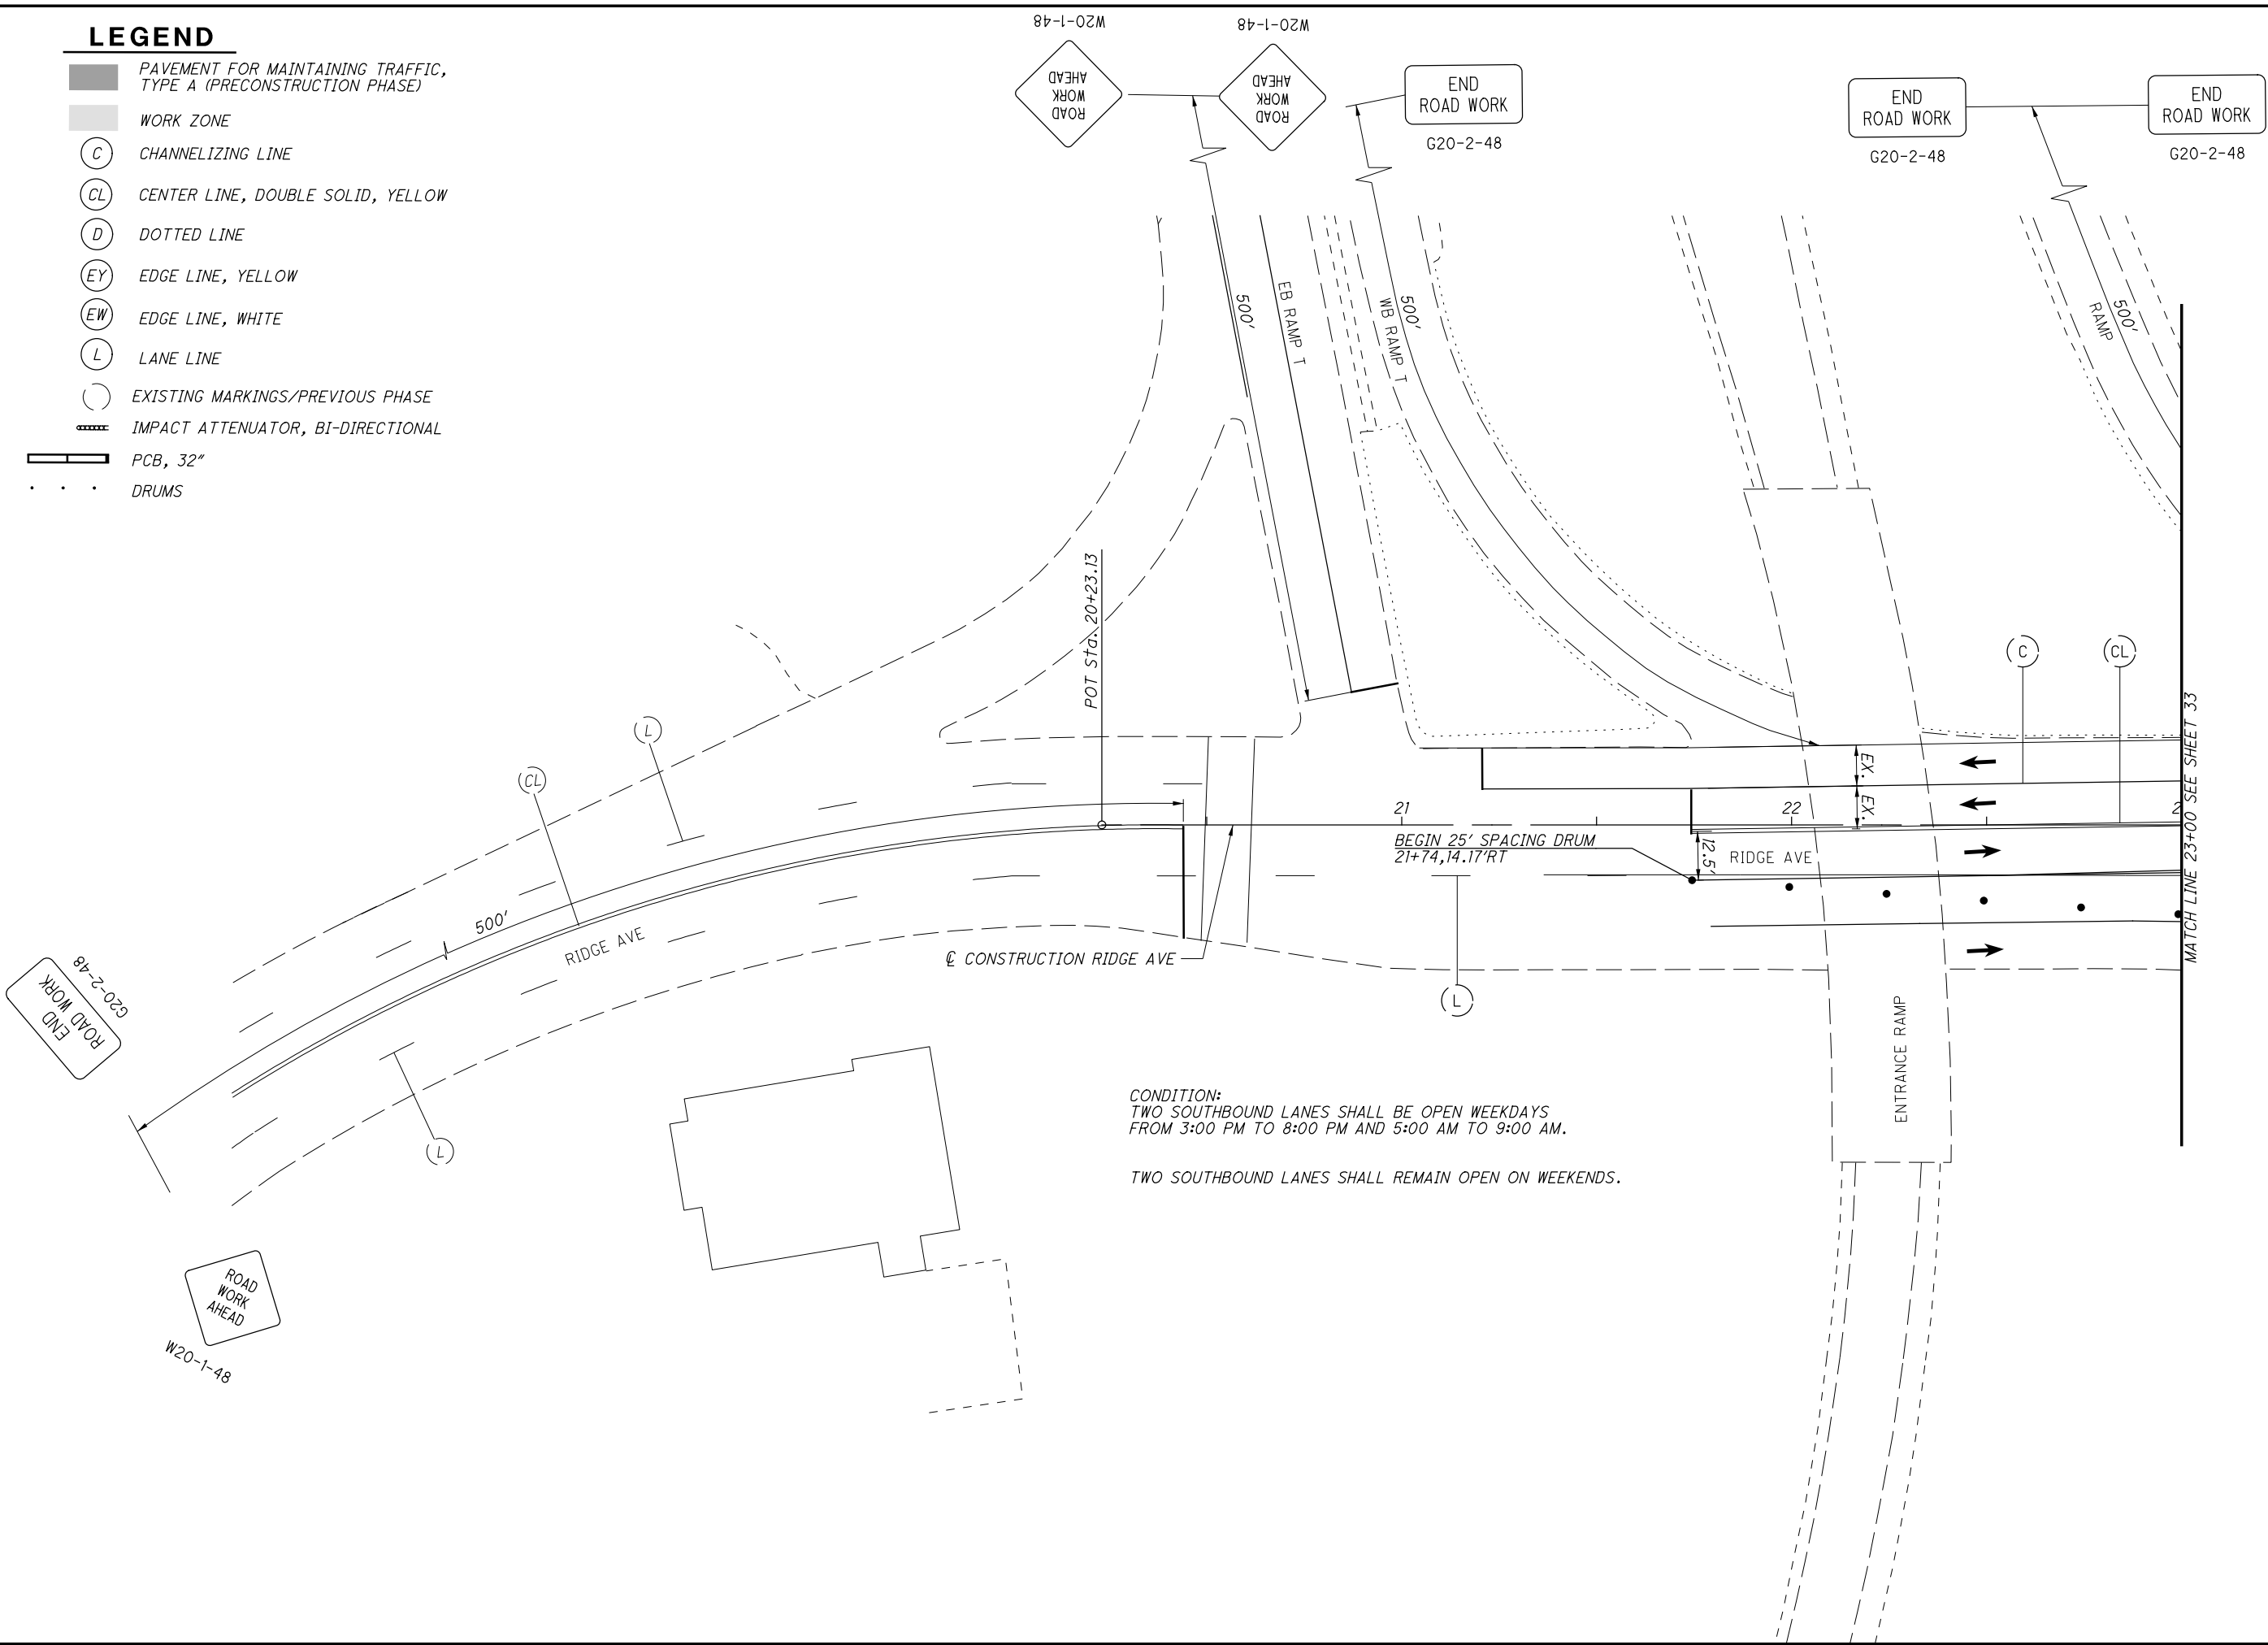 LEGEND
PAVEMENT FOR MAINTAINING TRAFFIC,
TYPE A (PRECONSTRUCTION PHASE)
WORK ZONE
C CHANNELIZING LINE
CL CENTER LINE, DOUBLE SOLID, YELLOW
D DOTTED LINE
EY EDGE LINE, YELLOW
EW EDGE LINE, WHITE
L LANE LINE
EXISTING MARKINGS/PREVIOUS PHASE
IMPACT ATTENUATOR, BI-DIRECTIONAL
PCB, 32"
DRUMS
W20-1-48
ROAD
WORK
AHEAD
W20-1-48
ROAD
WORK
AHEAD
END
ROAD WORK
G20-2-48
END
ROAD WORK
G20-2-48
END
ROAD WORK
G20-2-48
500'
EB RAMP T
WB RAMP T
500'
RAMP
500'
POT Sta. 20+23.13
L
CL
C
CL
EX.
EX.
21
22
2
BEGIN 25' SPACING DRUM
21+74,14.17'RT
12.5'
RIDGE AVE
MATCH LINE 23+00 SEE SHEET 33
500'
RIDGE AVE
℄ CONSTRUCTION RIDGE AVE
L
G20-2-48
END
ROAD WORK
L
ENTRANCE RAMP
CONDITION:
TWO SOUTHBOUND LANES SHALL BE OPEN WEEKDAYS
FROM 3:00 PM TO 8:00 PM AND 5:00 AM TO 9:00 AM.
TWO SOUTHBOUND LANES SHALL REMAIN OPEN ON WEEKENDS.
ROAD
WORK
AHEAD
W20-1-48